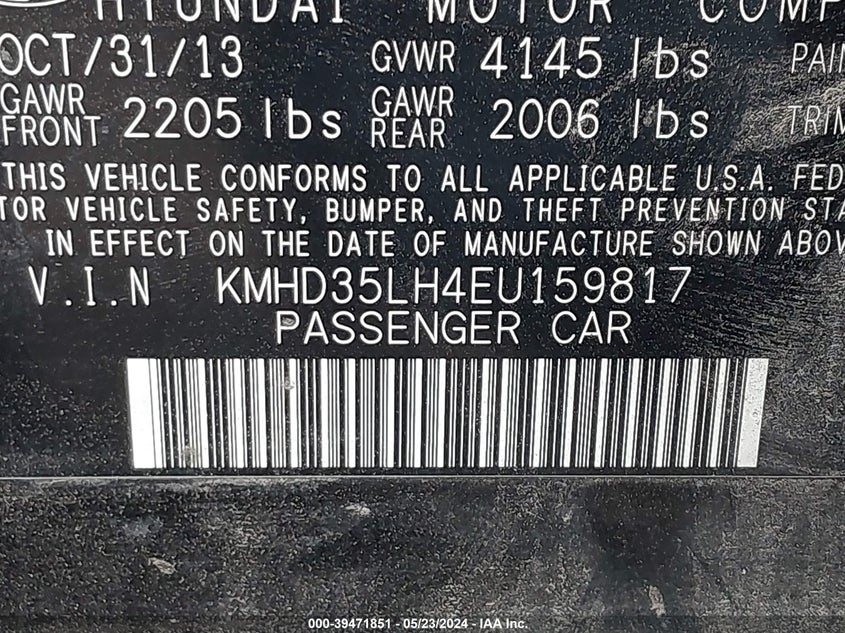 HYUNDAI MOTOR COMP
OCT/31/13 GVWR 4145 lbs PAIN
GAWR FRONT 2205 lbs GAWR REAR 2006 lbs TRIM
THIS VEHICLE CONFORMS TO ALL APPLICABLE U.S.A. FED
TOR VEHICLE SAFETY, BUMPER, AND THEFT PREVENTION STA
IN EFFECT ON THE DATE OF MANUFACTURE SHOWN ABOV
V.I.N KMHD35LH4EU159817
PASSENGER CAR
000-39471851 - 05/23/2024 - IAA Inc.